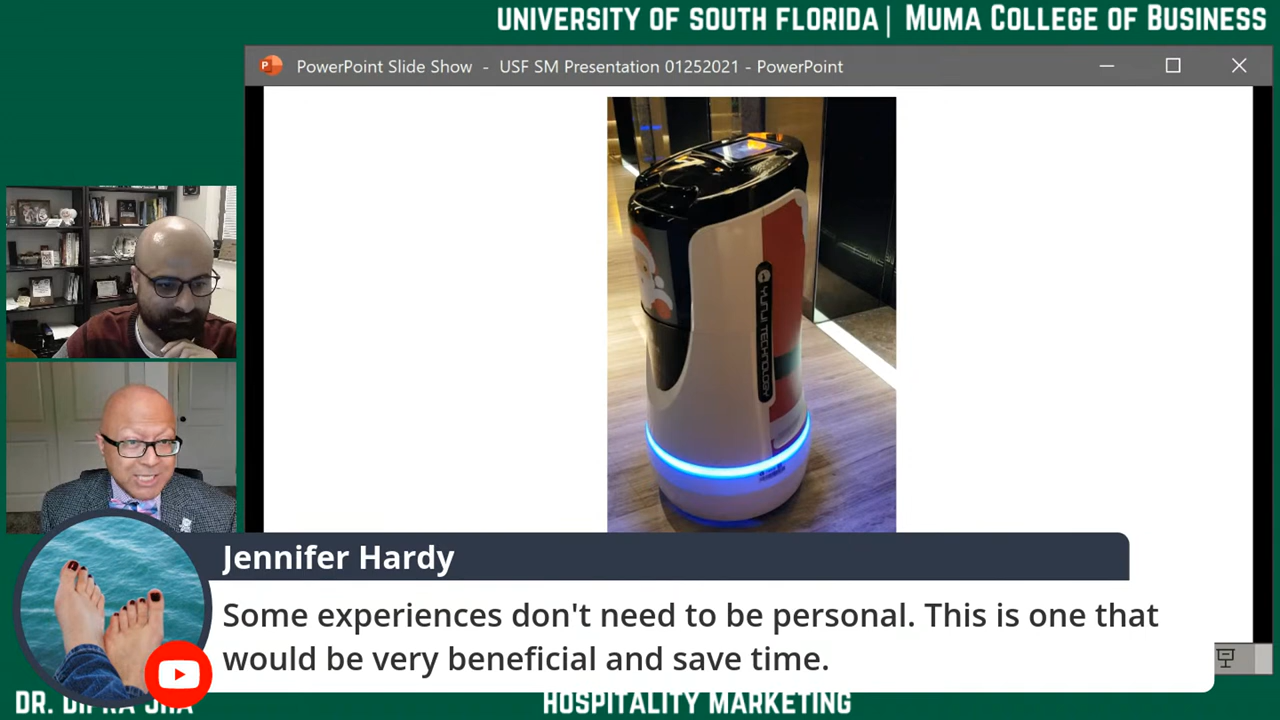 UNIVERSITY OF SOUTH FLORIDA| MUMA COLLEGE OF BUSINESS
PowerPoint Slide Show - USF SM Presentation 01252021 - PowerPoint
YUNJI TECHNOLOGY
Jennifer Hardy
Some experiences don't need to be personal. This is one that
would be very beneficial and save time.
DR.
HOSPITALITY MARKETING